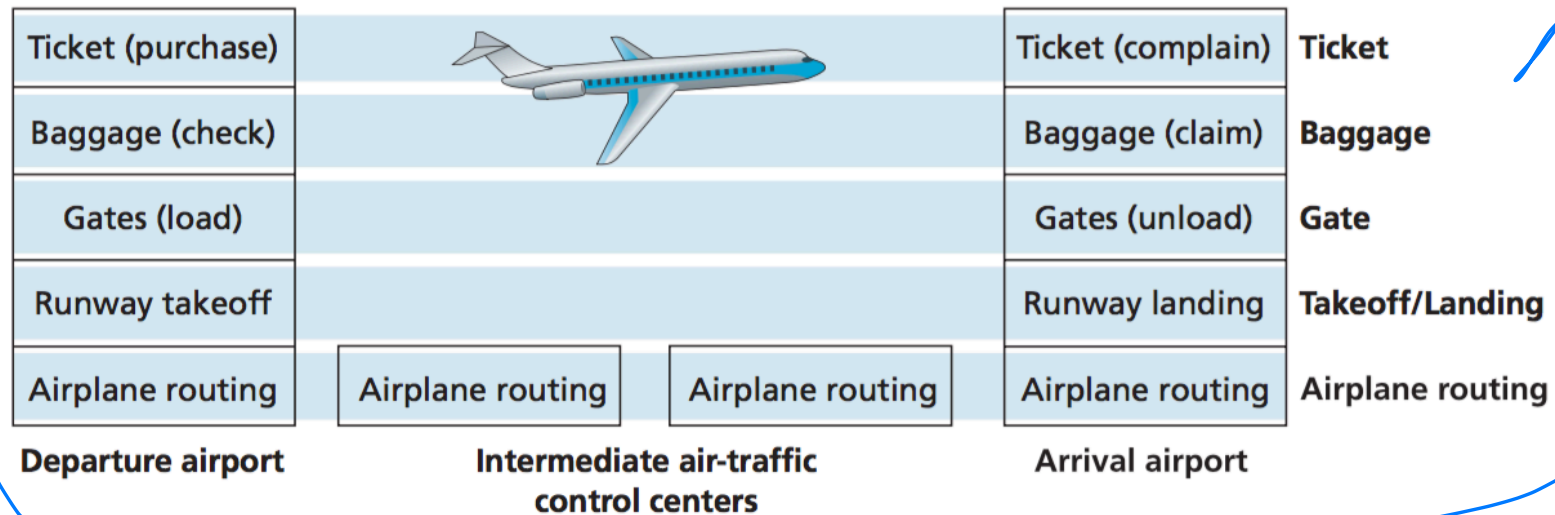 Ticket (purchase)
Ticket (complain)
Ticket
Baggage (check)
Baggage (claim)
Baggage
Gates (load)
Gates (unload)
Gate
Runway takeoff
Runway landing
Takeoff/Landing
Airplane routing
Airplane routing
Airplane routing
Airplane routing
Airplane routing
Departure airport
Intermediate air-traffic
control centers
Arrival airport